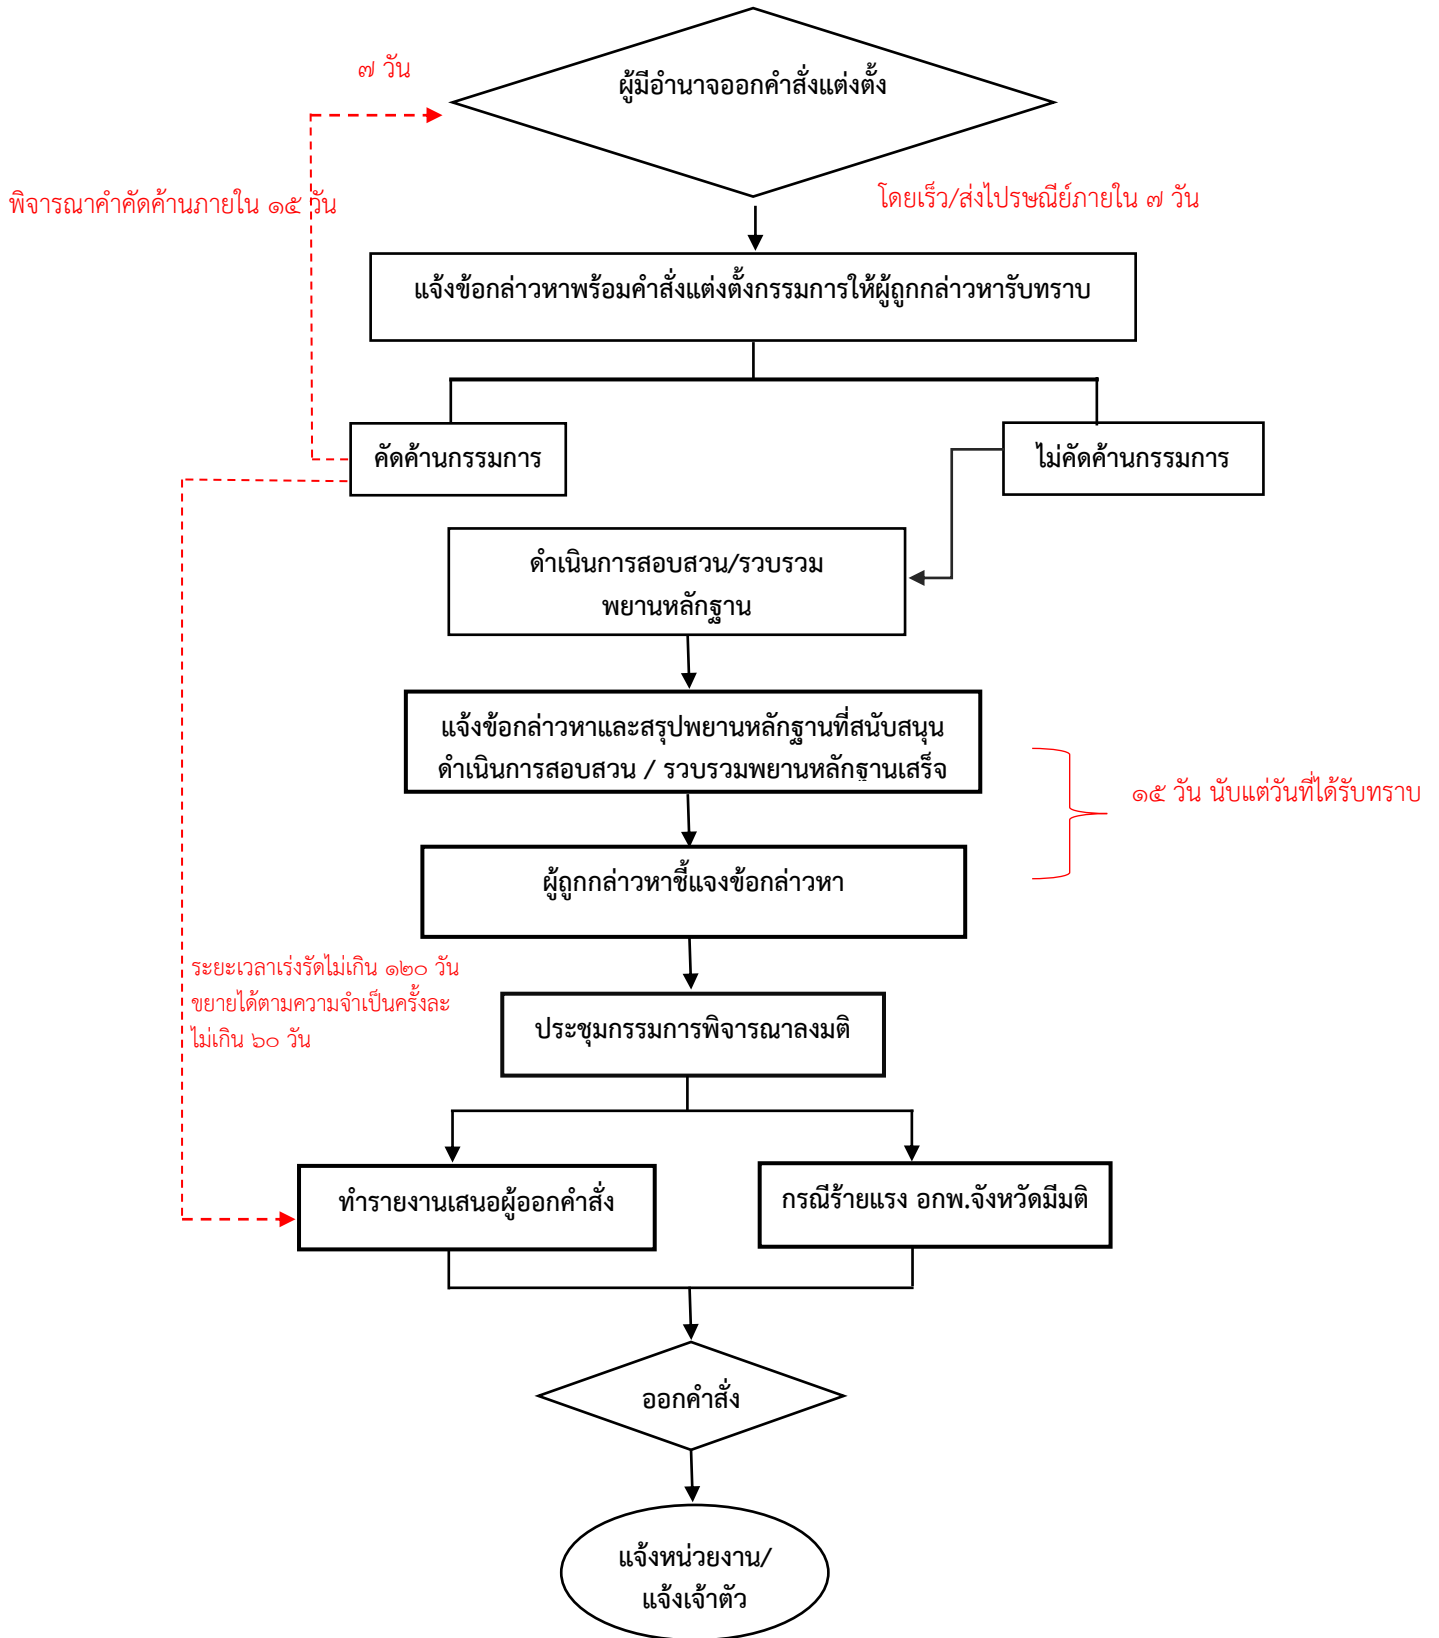 ๗ วัน
ผู้มีอำนาจออกคำสั่งแต่งตั้ง
พิจารณาคำคัดค้านภายใน ๑๕ วัน
โดยเร็ว/ส่งไปรษณีย์ภายใน ๗ วัน
แจ้งข้อกล่าวหาพร้อมคำสั่งแต่งตั้งกรรมการให้ผู้ถูกกล่าวหารับทราบ
คัดค้านกรรมการ
ไม่คัดค้านกรรมการ
ดำเนินการสอบสวน/รวบรวม
พยานหลักฐาน
แจ้งข้อกล่าวหาและสรุปพยานหลักฐานที่สนับสนุน
ดำเนินการสอบสวน / รวบรวมพยานหลักฐานเสร็จ
๑๕ วัน นับแต่วันที่ได้รับทราบ
ผู้ถูกกล่าวหาชี้แจงข้อกล่าวหา
ระยะเวลาเร่งรัดไม่เกิน ๑๒๐ วัน
ขยายได้ตามความจำเป็นครั้งละ
ไม่เกิน ๖๐ วัน
ประชุมกรรมการพิจารณาลงมติ
ทำรายงานเสนอผู้ออกคำสั่ง
กรณีร้ายแรง อกพ.จังหวัดมีมติ
ออกคำสั่ง
แจ้งหน่วยงาน/
แจ้งเจ้าตัว